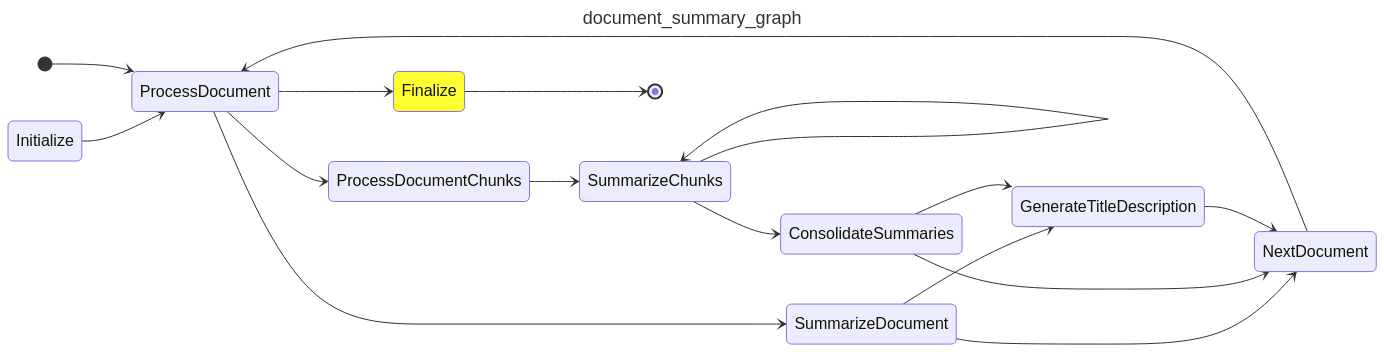 document_summary_graph
ProcessDocument
Finalize
Initialize
ProcessDocumentChunks
SummarizeChunks
GenerateTitleDescription
ConsolidateSummaries
NextDocument
SummarizeDocument